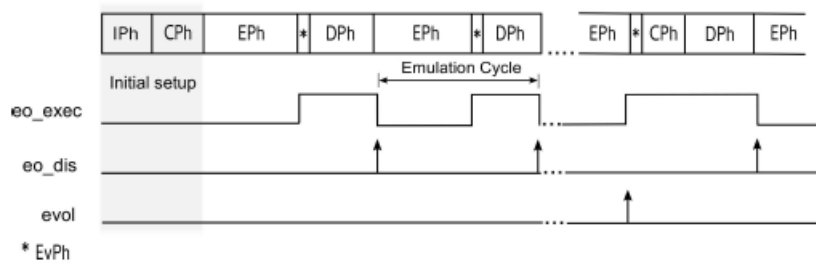 IPh CPh EPh * DPh EPh * DPh ..... EPh * CPh DPh EPh
Initial setup
Emulation Cycle
eo_exec
eo_dis
evol
* EvPh